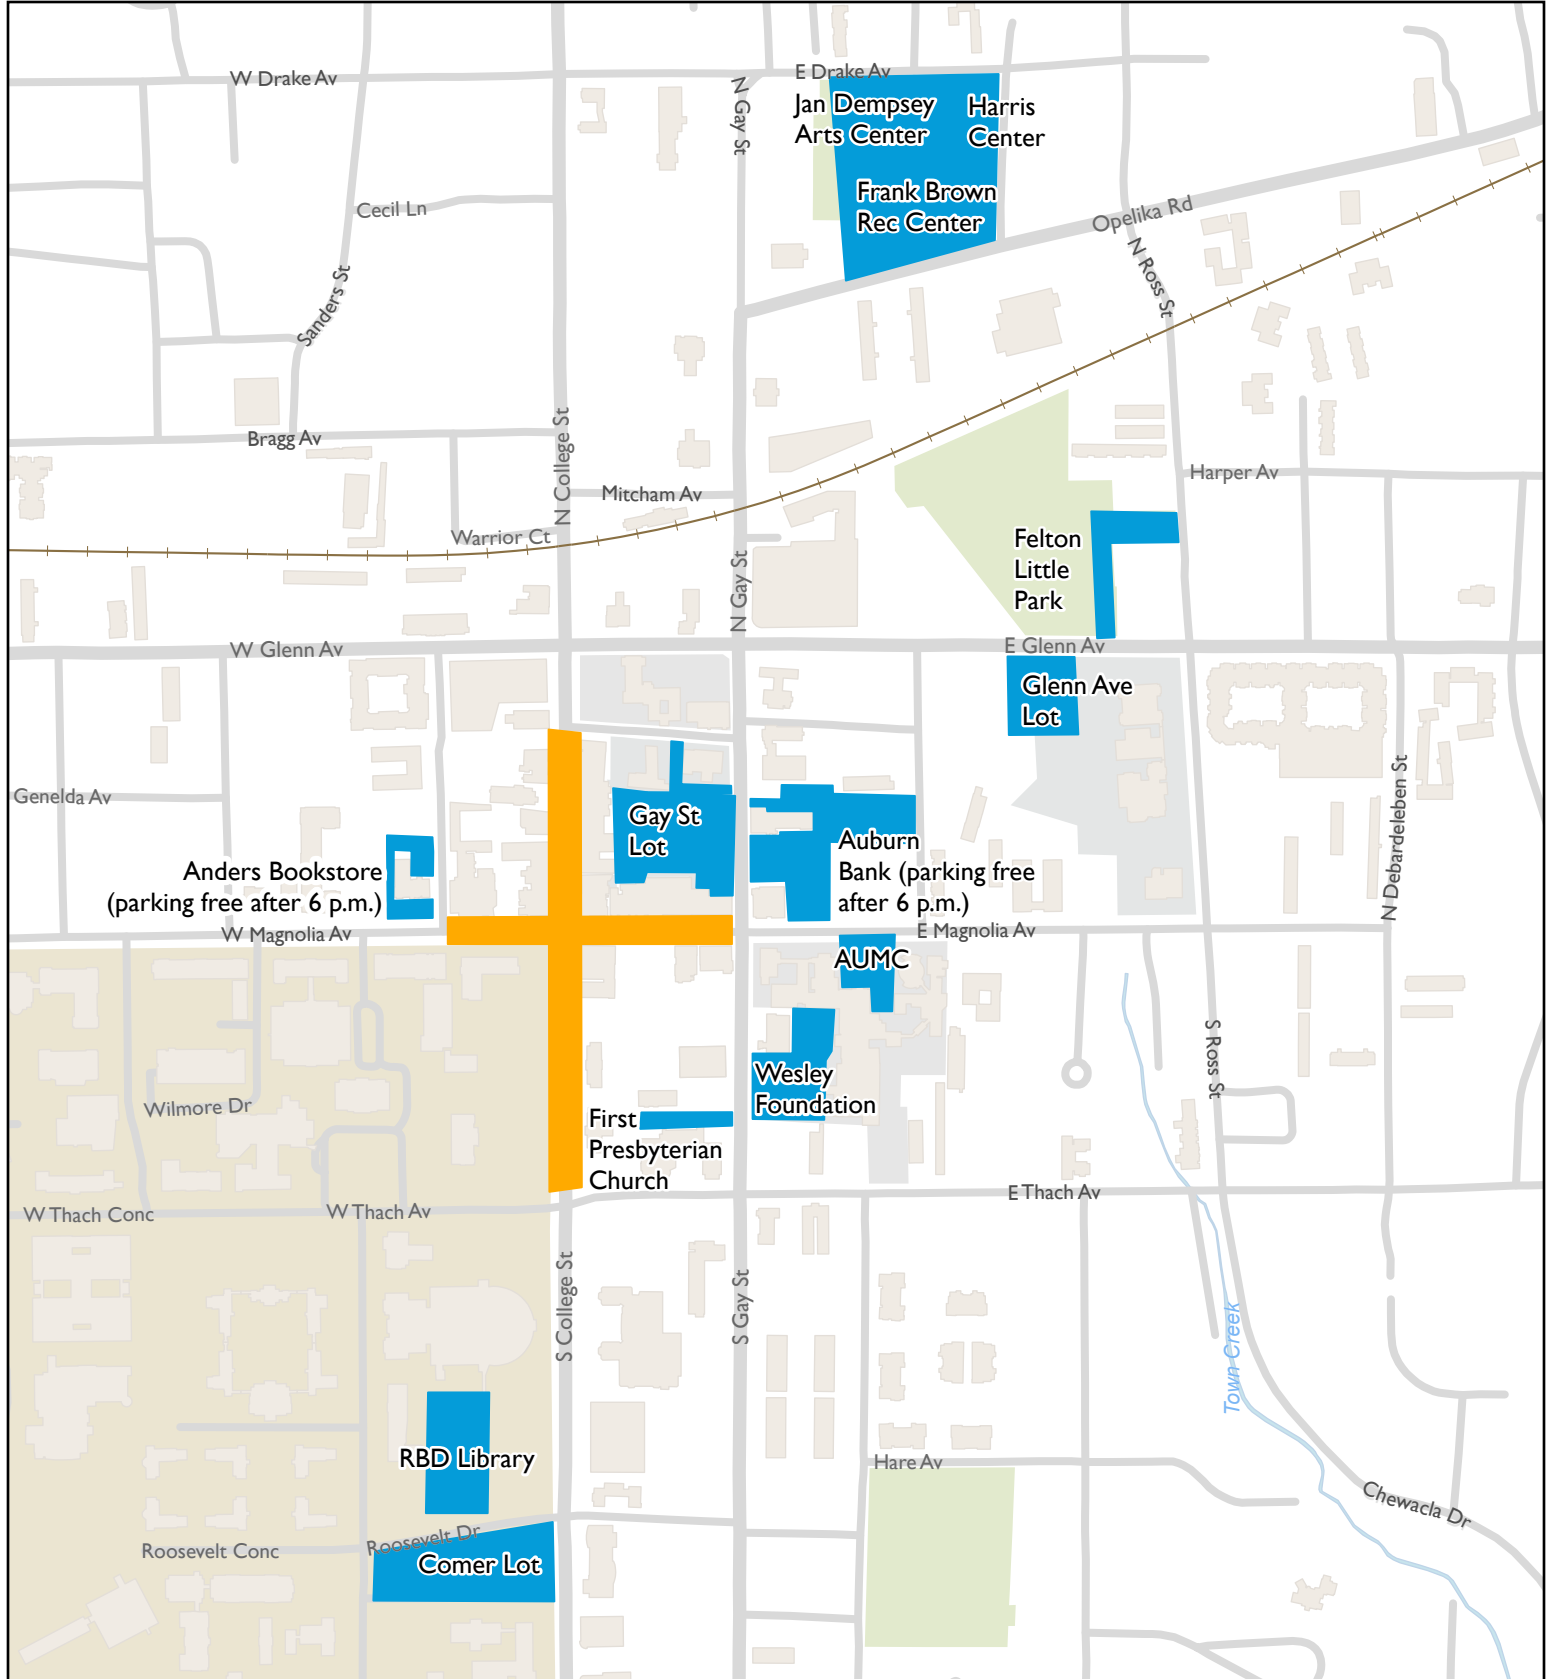 W Drake Av
E Drake Av
N Gay St
Jan Dempsey
Arts Center
Harris
Center
Frank Brown
Rec Center
Cecil Ln
Opelika Rd
N Ross St
Sanders St
Bragg Av
N College St
Mitcham Av
Harper Av
Warrior Ct
Felton
Little
Park
N Gay St
W Glenn Av
E Glenn Av
Glenn Ave
Lot
Genelda Av
Gay St
Lot
N Debardeleben St
Auburn
Bank (parking free
after 6 p.m.)
Anders Bookstore
(parking free after 6 p.m.)
W Magnolia Av
E Magnolia Av
AUMC
S Ross St
Wesley
Foundation
Wilmore Dr
First
Presbyterian
Church
E Thach Av
W Thach Conc
W Thach Av
S College St
S Gay St
Town Creek
RBD Library
Hare Av
Chewacla Dr
Roosevelt Dr
Roosevelt Conc
Comer Lot